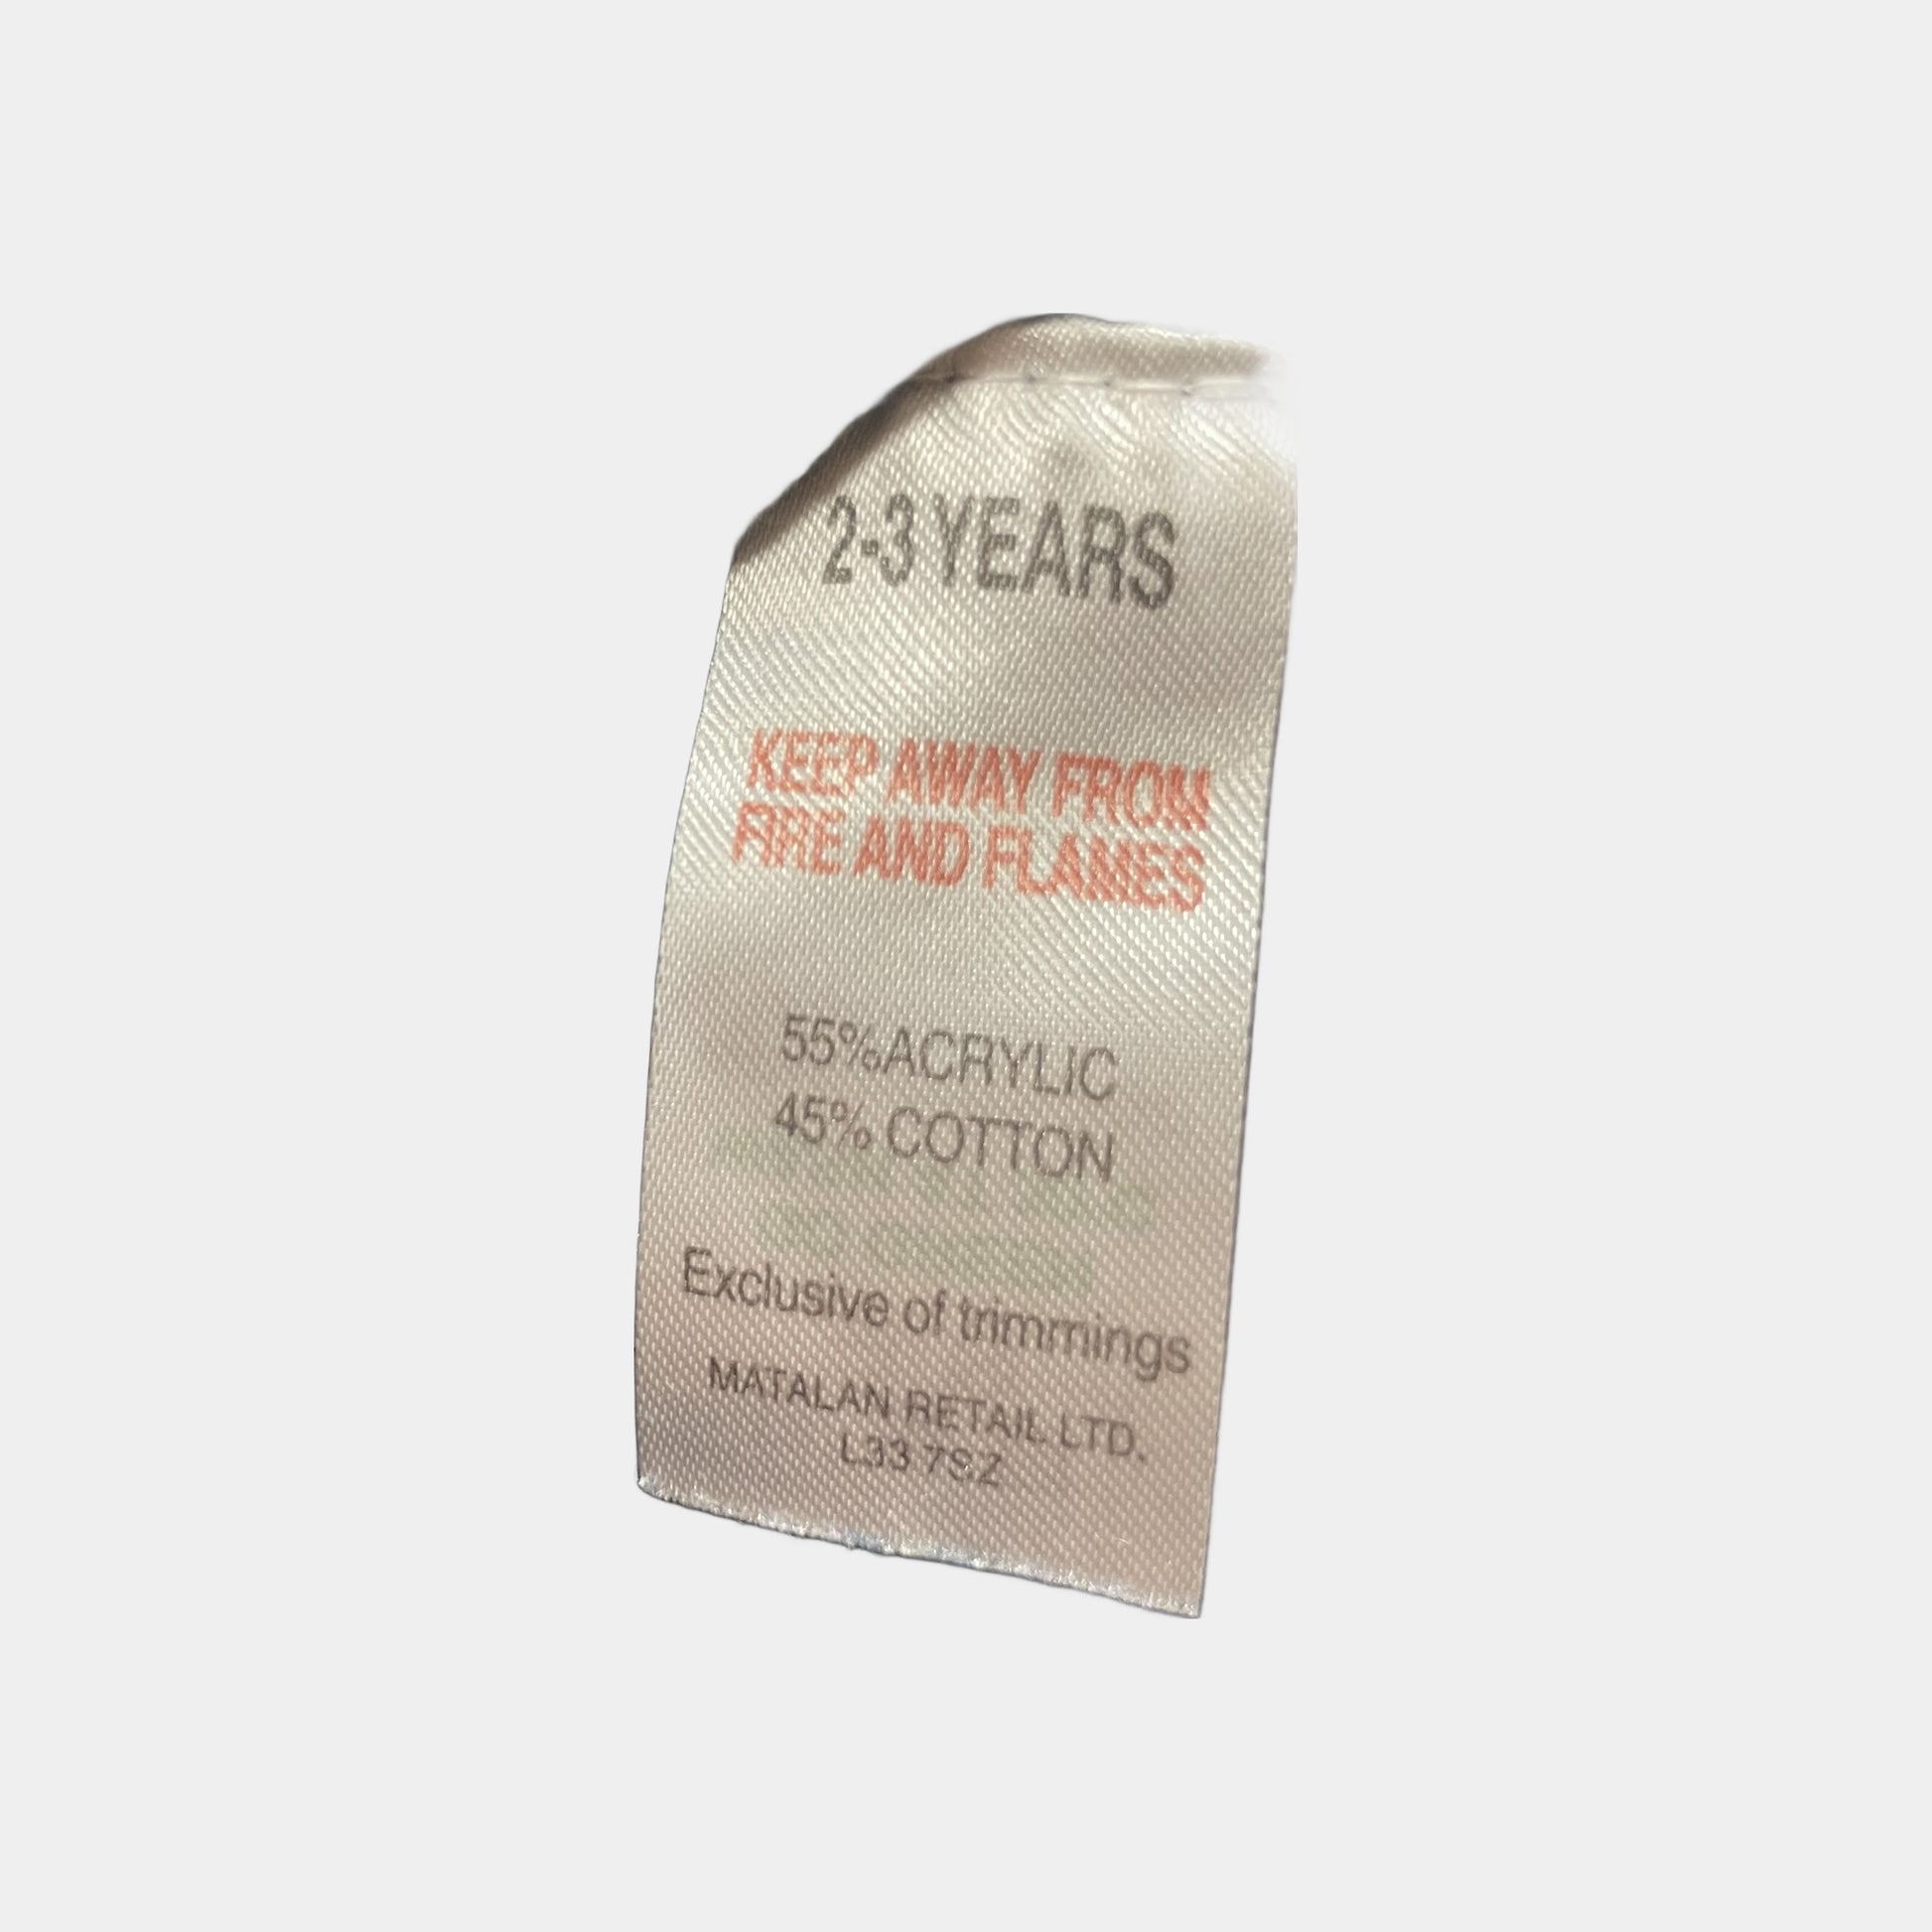 2-3 YEARS
KEEP AWAY FROM
FIRE AND FLAMES
55% ACRYLIC
45% COTTON
Exclusive of trimmings
MATALAN RETAIL LTD.
L33 7SZ